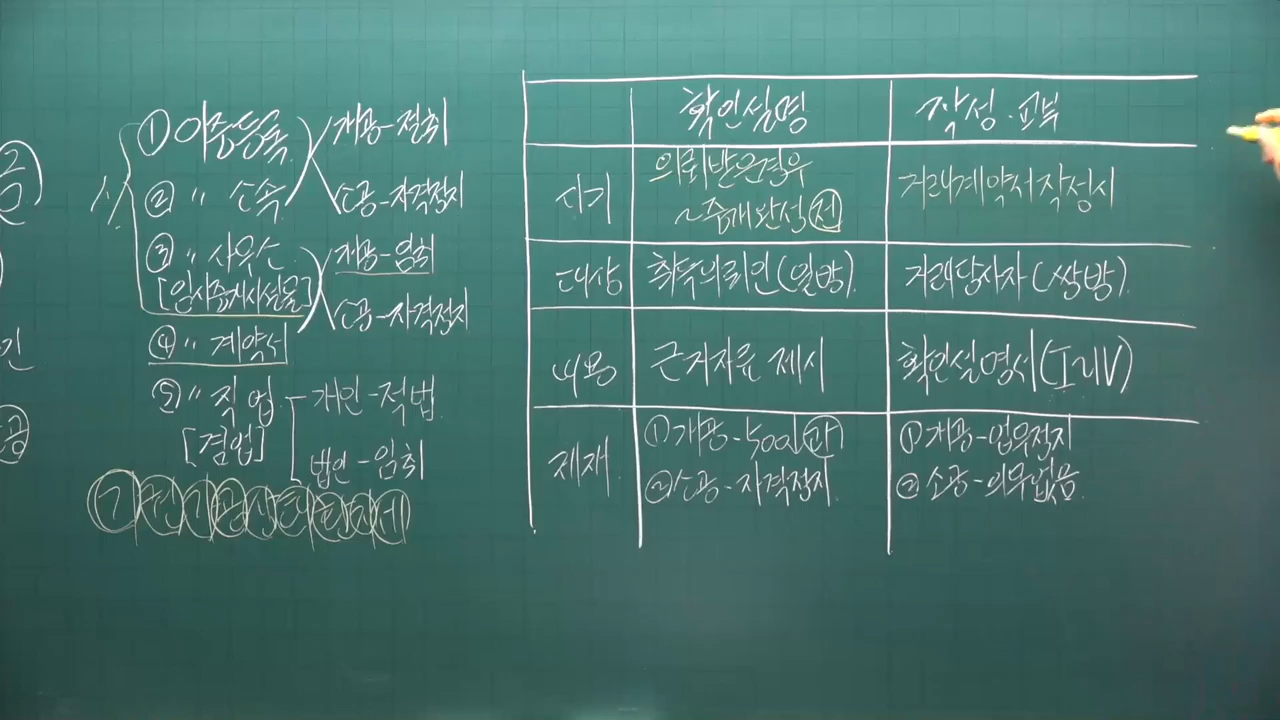 ① 이중등록 개공-절취
② 〃 소속 소공-자격정지
③ 〃 사무소 개공-임취
[임시중개시설물] 소공-자격정지
④ 〃 계약서
⑤ 〃 직업 개인-적법
[겸업] 법인-임취
확인설명 작성·교부
시기 의뢰받은경우 ~중개완성 전 거래계약서작성시
대상 취득의뢰인(일방) 거래당사자(쌍방)
내용 근거자료 제시 확인설명서(I~IV)
제재 ①개공-500↓과 ①개공-업무정지
②소공-자격정지 ②소공-의무없음